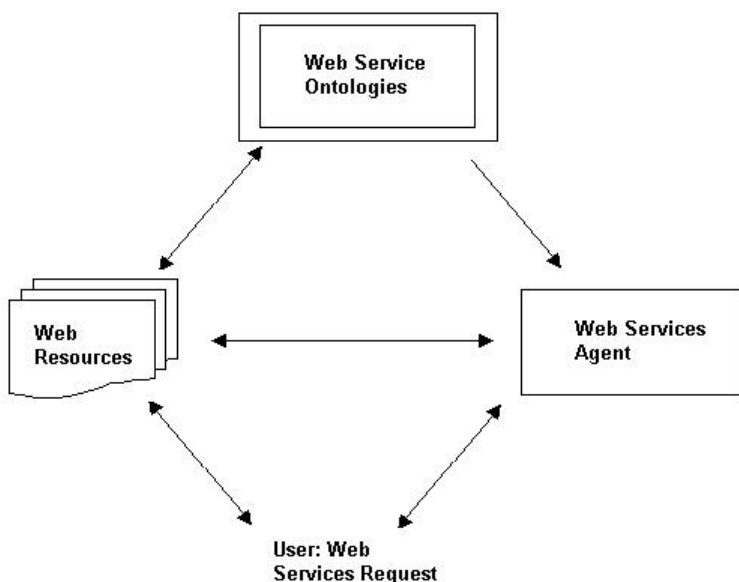 Web Service
Ontologies
Web
Resources
Web Services
Agent
User: Web
Services Request